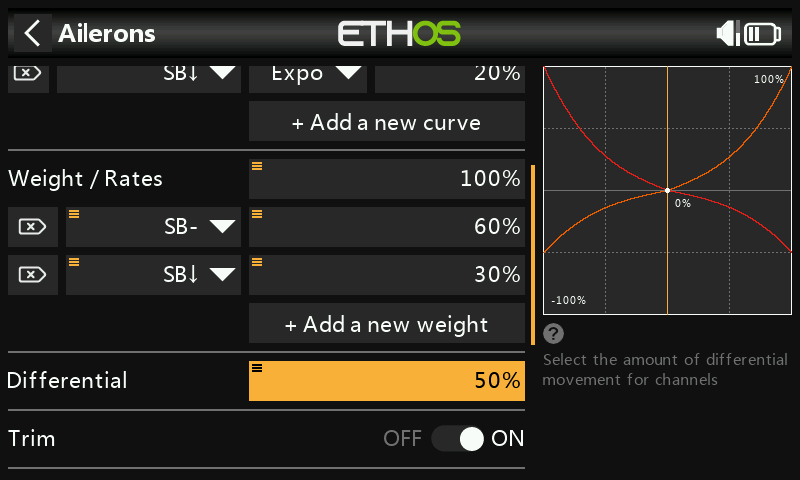 Ailerons
ETHOS
SB↓ Expo 20%
+ Add a new curve
Weight / Rates 100%
SB- 60%
SB↓ 30%
+ Add a new weight
Differential 50%
Trim OFF ON
100%
0%
-100%
?
Select the amount of differential
movement for channels